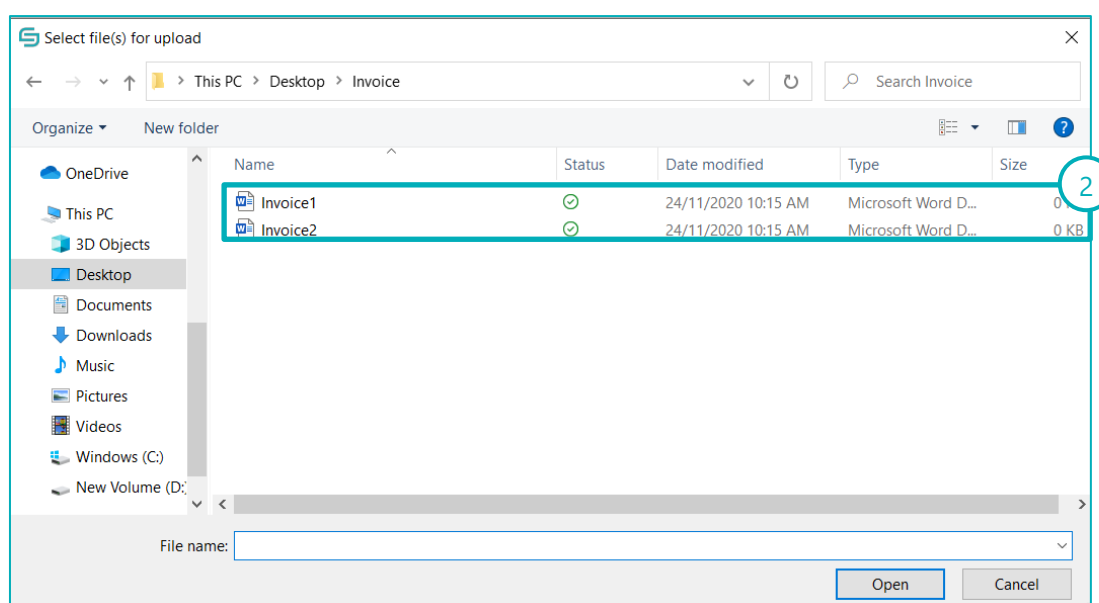 Select file(s) for upload
This PC > Desktop > Invoice
Search Invoice
Organize
New folder
Name Status Date modified Type Size
2
Invoice1 24/11/2020 10:15 AM Microsoft Word D... 0
Invoice2 24/11/2020 10:15 AM Microsoft Word D... 0 KB
OneDrive
This PC
3D Objects
Desktop
Documents
Downloads
Music
Pictures
Videos
Windows (C:)
New Volume (D:
File name:
Open Cancel